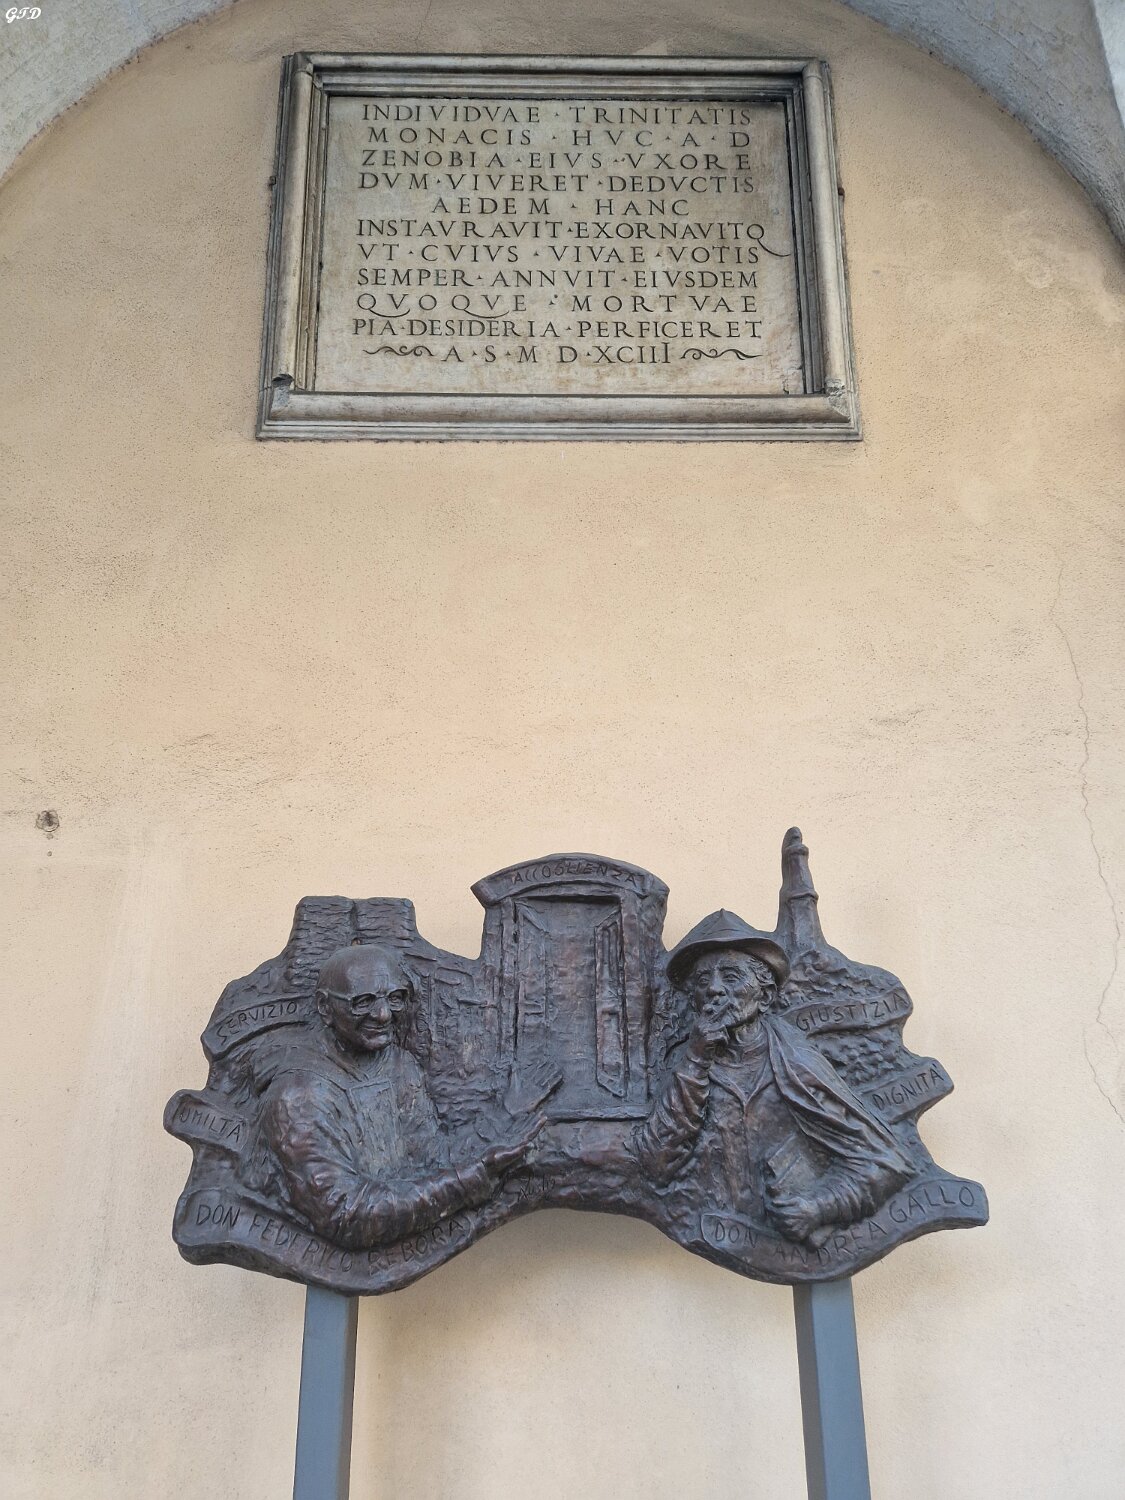 GTD
INDIVIDVAE · TRINITATIS
MONACIS · HVC · A · D
ZENOBIA · EIVS · VXORE
DVM · VIVERET · DEDVCTIS
AEDEM · HANC
INSTAVRAVIT · EXORNAVITQ
VT · CVIVS · VIVAE · VOTIS
SEMPER · ANNVIT · EIVSDEM
QVOQVE · MORTVAE
PIA · DESIDERIA · PERFICERET
A · S · M · D · XCIII
ACCOGLIENZA
SERVIZIO
GIUSTIZIA
UMILTÀ
DIGNITÀ
DON FEDERICO REBORA
DON ANDREA GALLO